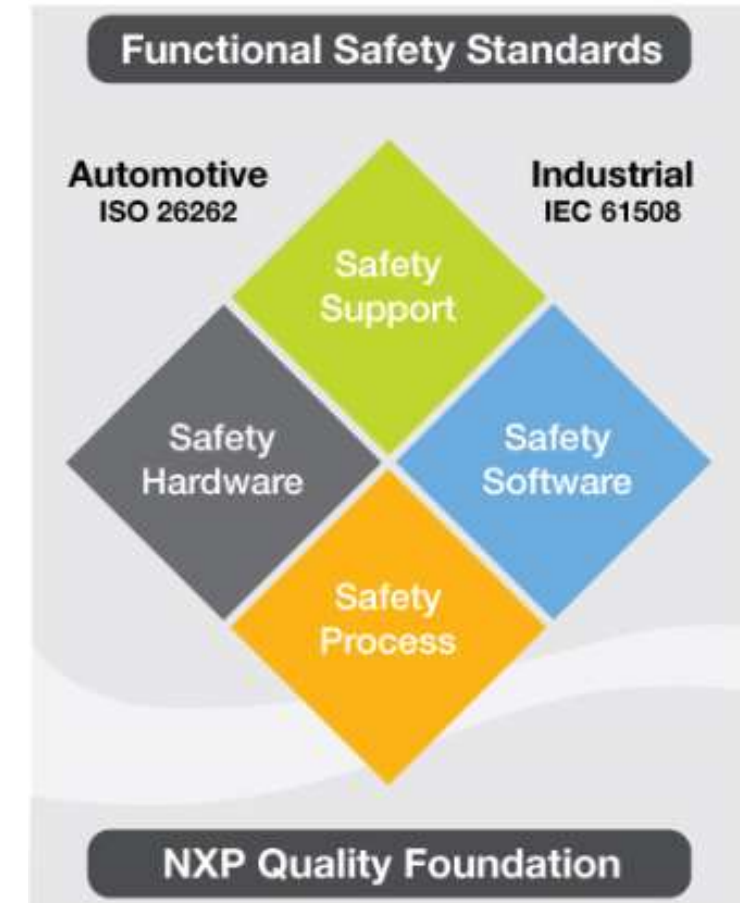 Functional Safety Standards
Automotive
ISO 26262
Industrial
IEC 61508
Safety
Support
Safety
Hardware
Safety
Software
Safety
Process
NXP Quality Foundation